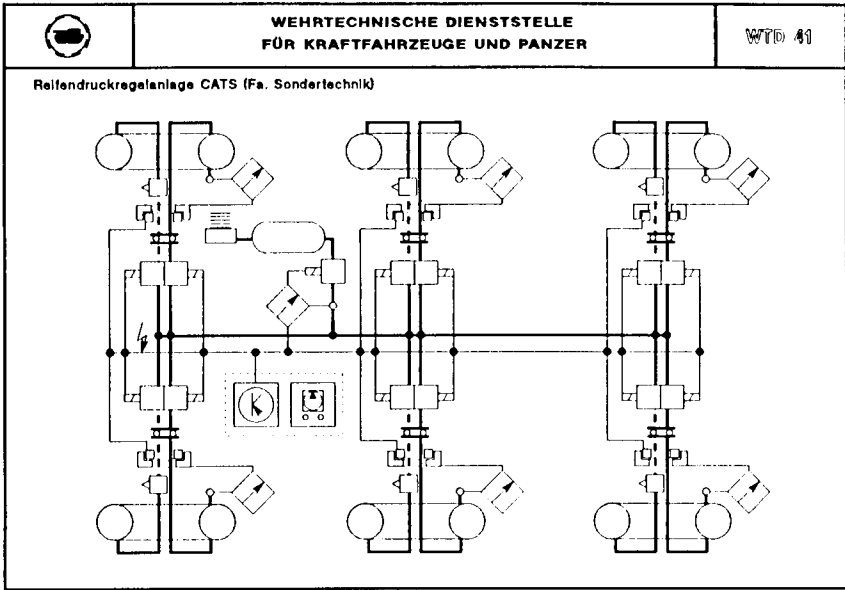 WEHRTECHNISCHE DIENSTSTELLE
FÜR KRAFTFAHRZEUGE UND PANZER
WTD 41
Reifendruckregelanlage CATS (Fa. Sondertechnik)